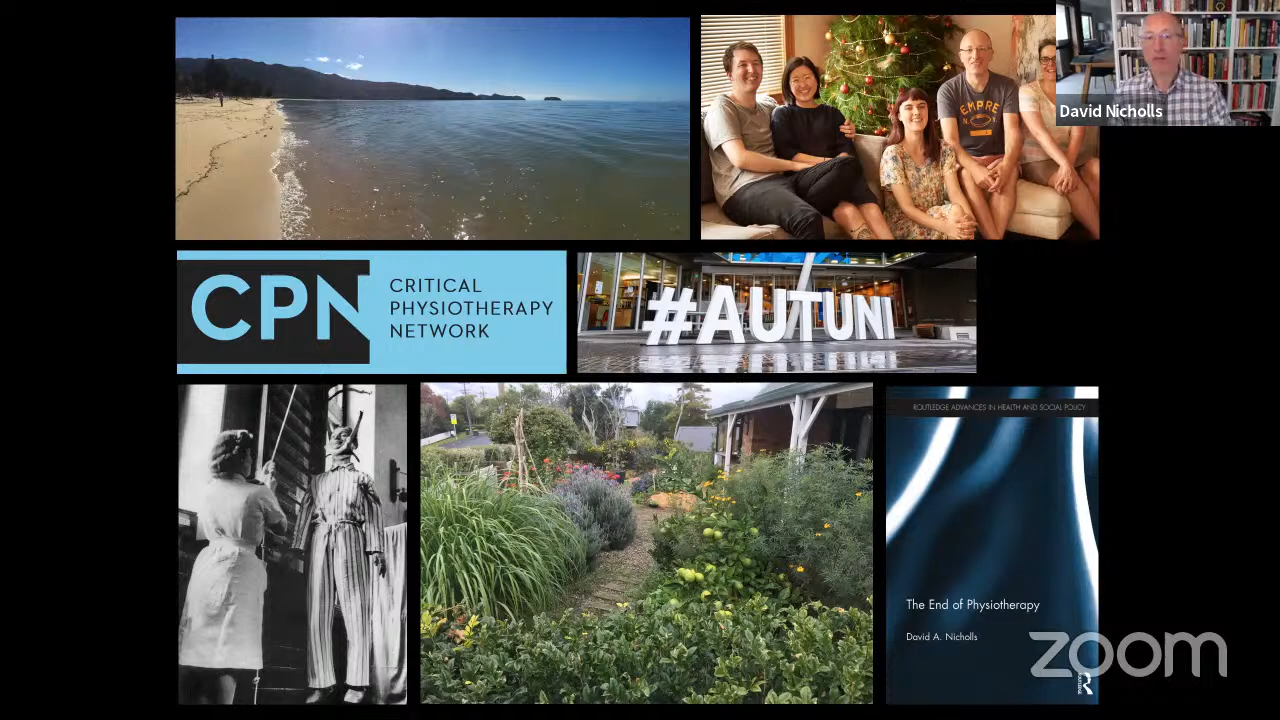 David Nicholls
EMPRE
CPN
CRITICAL
PHYSIOTHERAPY
NETWORK
#AUTUNI
ROUTLEDGE ADVANCES IN HEALTH AND SOCIAL POLICY
The End of Physiotherapy
David A. Nicholls
zoom